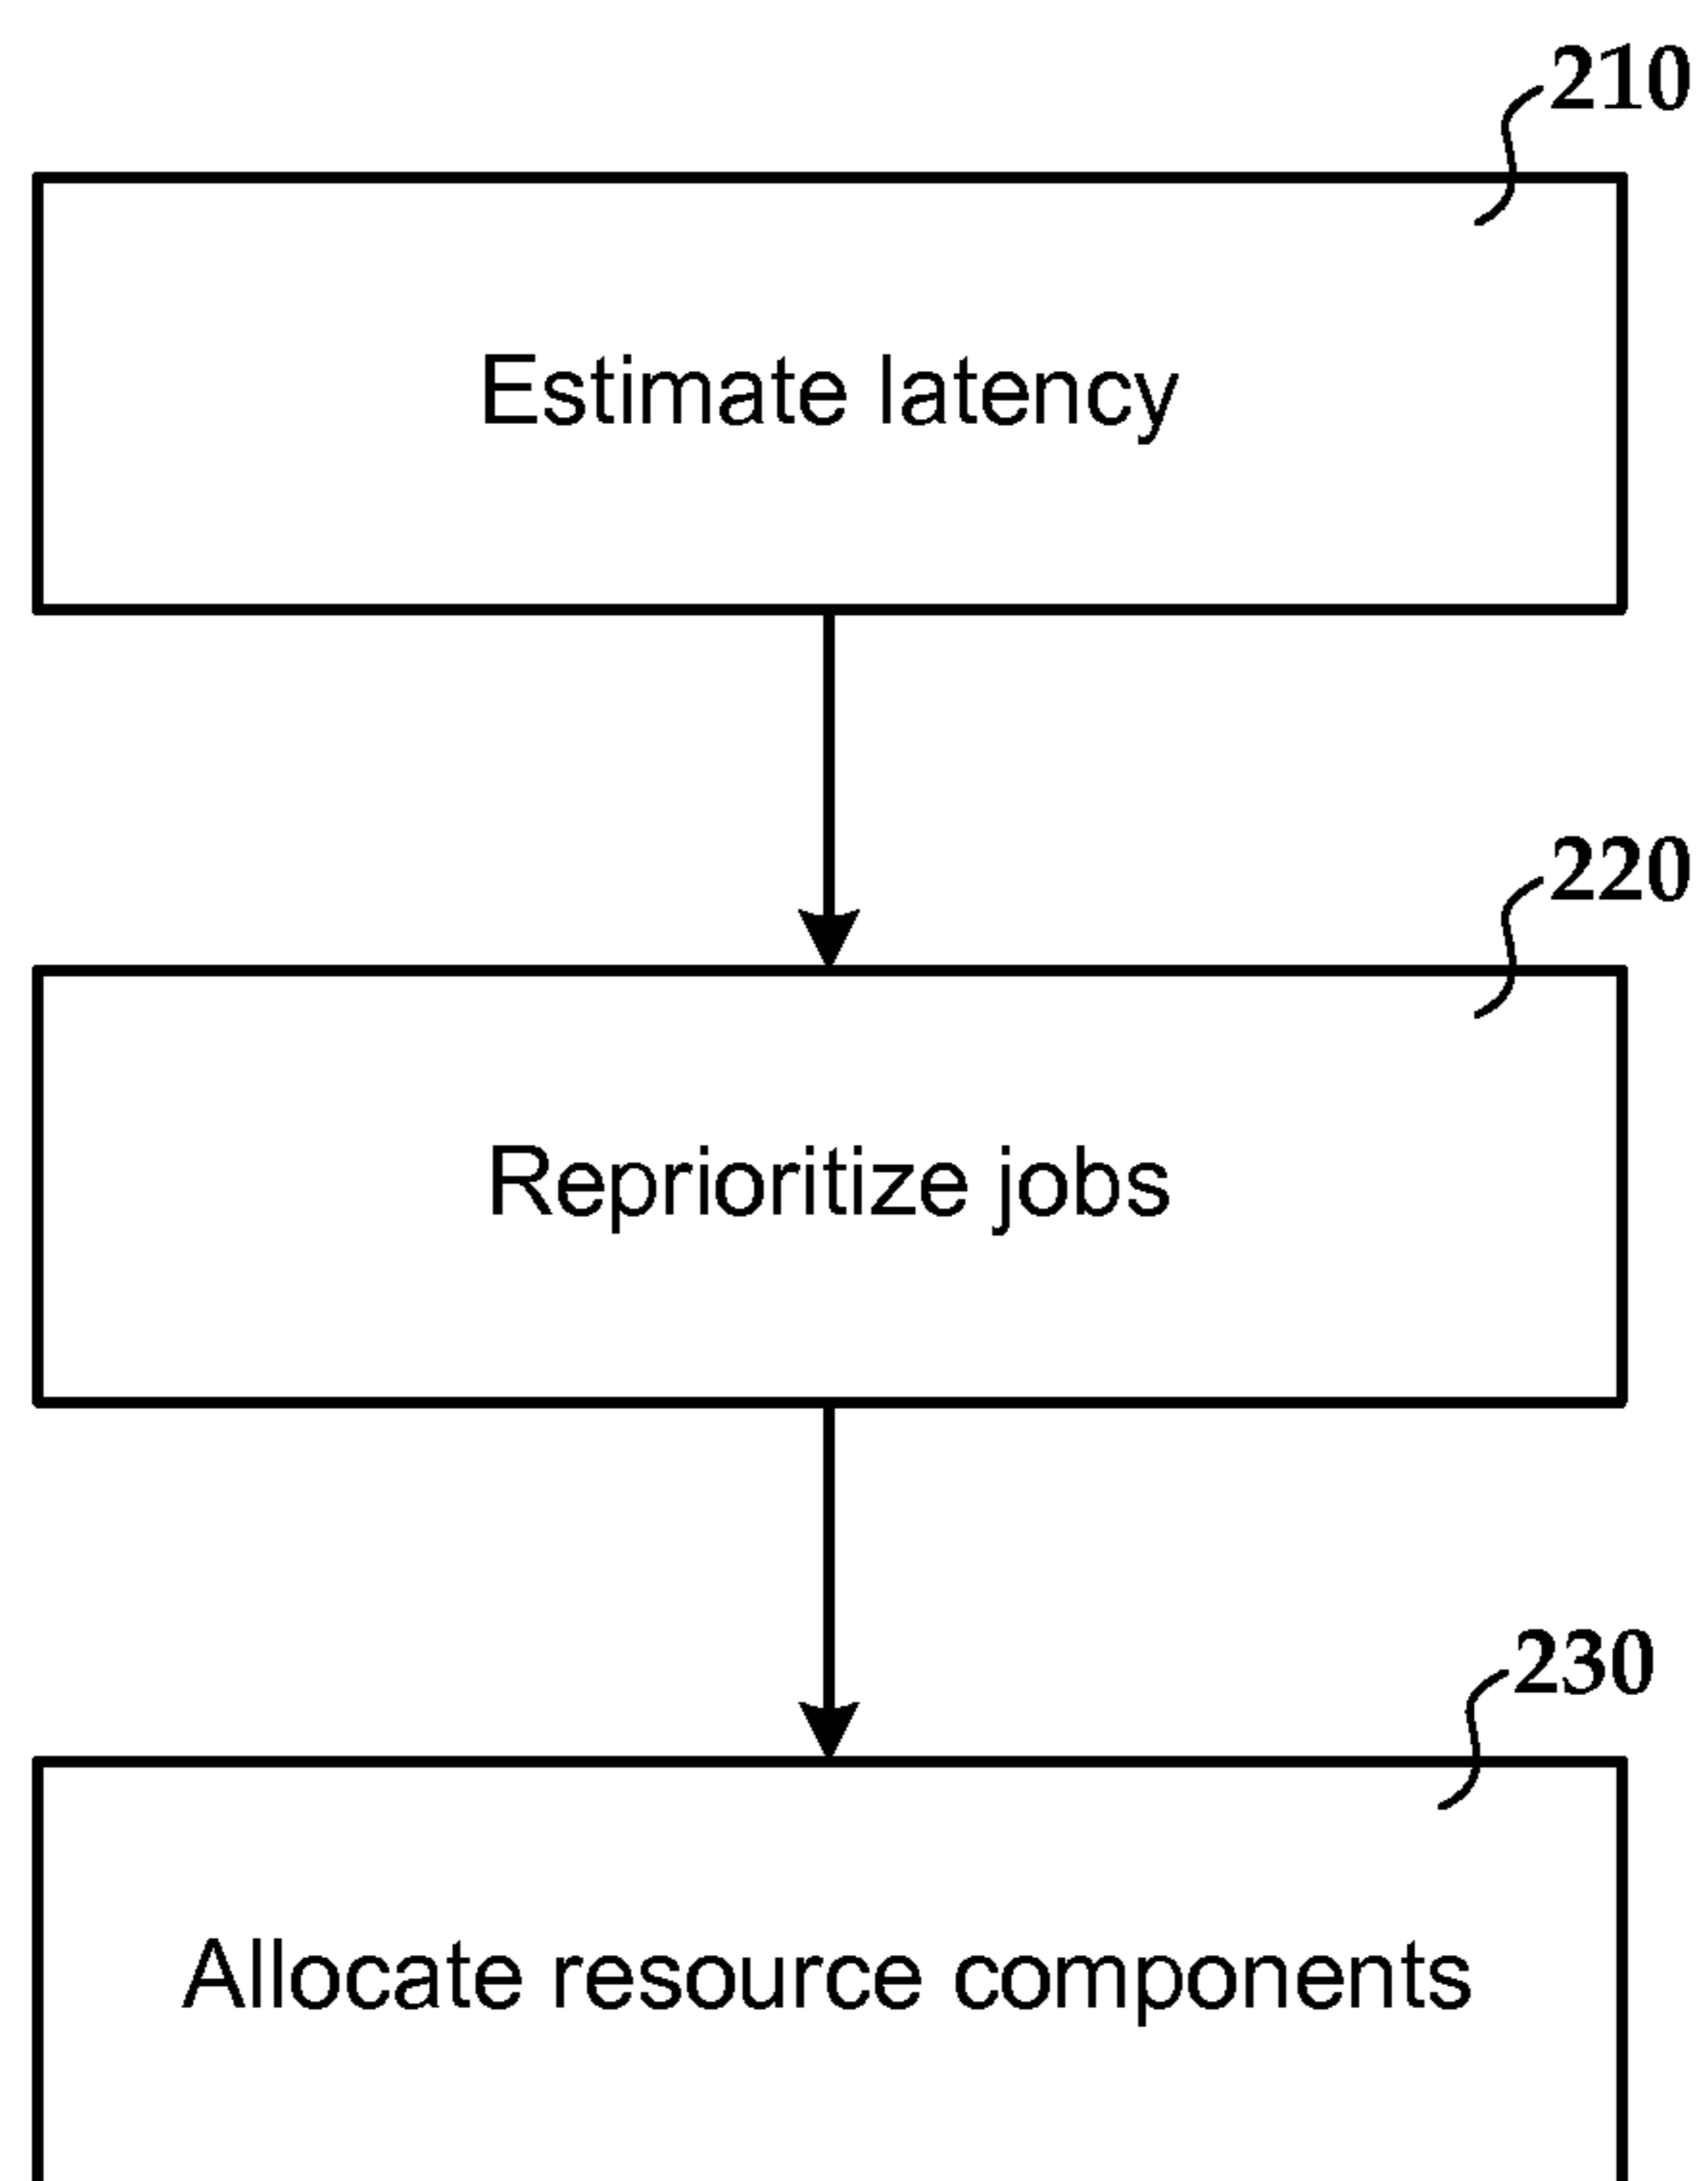 210
Estimate latency
220
Reprioritize jobs
230
Allocate resource components